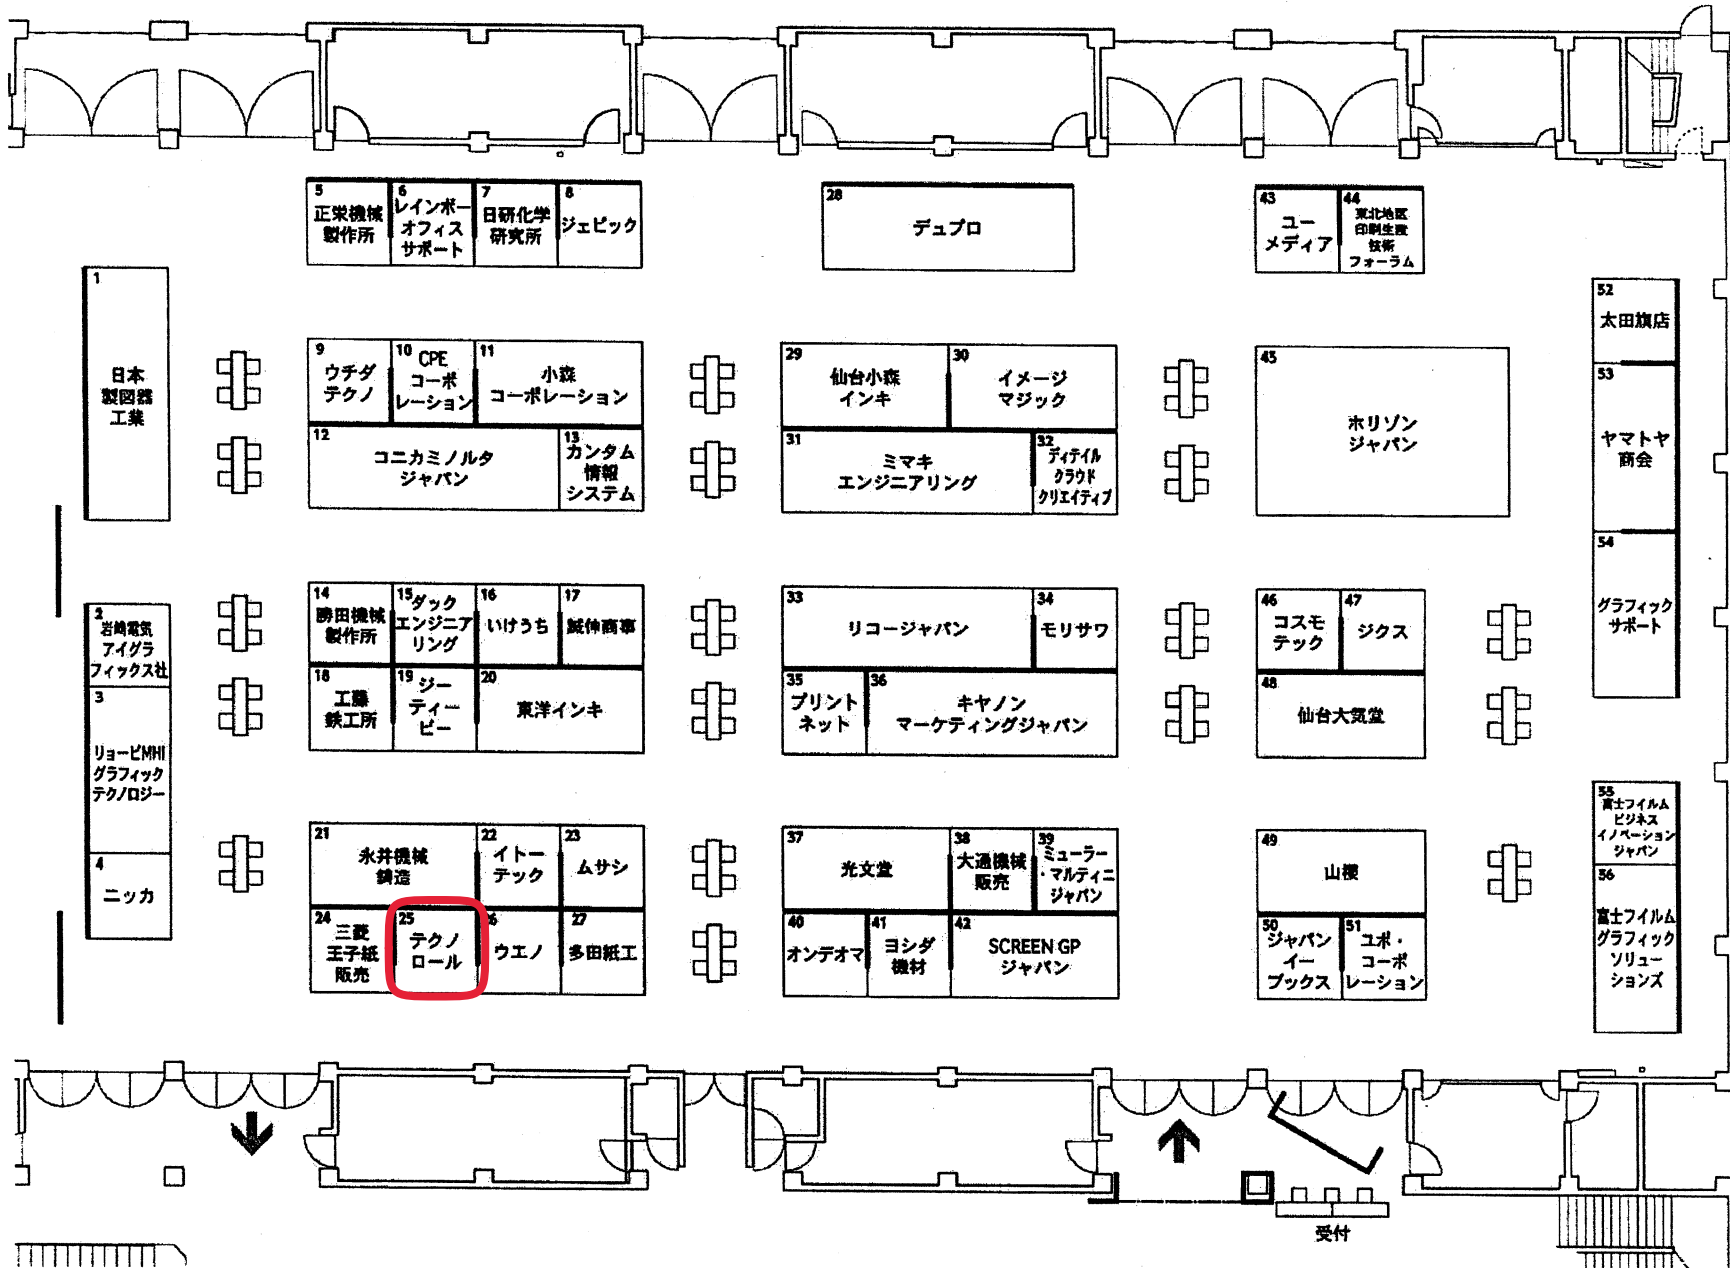 5
正栄機械
製作所
6
レインボー
オフィス
サポート
7
日研化学
研究所
8
ジェピック
28
デュプロ
43
ユー
メディア
44
東北地区
印刷生産
技術
フォーラム
1
日本
製図器
工業
9
ウチダ
テクノ
10
CPE
コーポ
レーション
11
小森
コーポレーション
12
コニカミノルタ
ジャパン
13
カンタム
情報
システム
29
仙台小森
インキ
30
イメージ
マジック
31
ミマキ
エンジニアリング
32
ディテイル
クラウド
クリエイティブ
45
ホリゾン
ジャパン
52
太田旗店
53
ヤマトヤ
商会
54
グラフィック
サポート
2
岩崎電気
アイグラ
フィックス社
3
リョービMHI
グラフィック
テクノロジー
4
ニッカ
14
勝田機械
製作所
15
ダック
エンジニア
リング
16
いけうち
17
誠伸商事
18
工藤
鉄工所
19
ジー
ティー
ビー
20
東洋インキ
33
リコージャパン
34
モリサワ
35
プリント
ネット
36
キヤノン
マーケティングジャパン
46
コスモ
テック
47
ジクス
48
仙台大気堂
21
永井機械
鋳造
22
イトー
テック
23
ムサシ
24
三菱
王子紙
販売
25
テクノ
ロール
26
ウエノ
27
多田紙工
37
光文堂
38
大通機械
販売
39
ミューラー
・マルティニ
ジャパン
40
オンデオマ
41
ヨシダ
機材
42
SCREEN GP
ジャパン
49
山櫻
50
ジャパン
イー
ブックス
51
ユポ・
コーポ
レーション
55
富士フイルム
ビジネス
イノベーション
ジャパン
56
富士フイルム
グラフィック
ソリュー
ションズ
受付